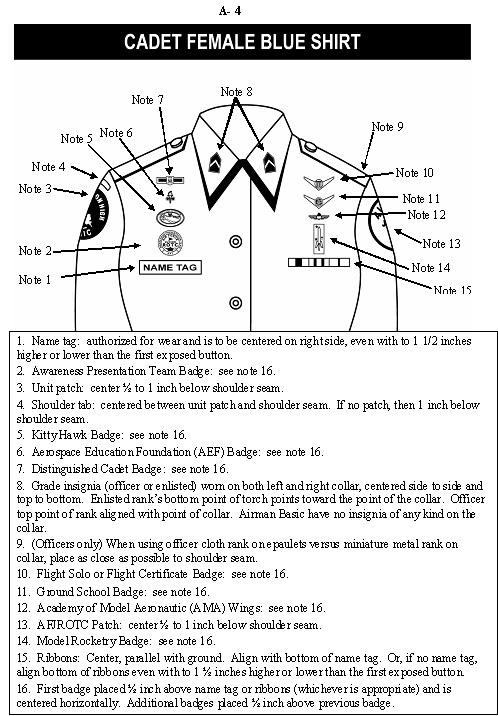 A- 4
CADET FEMALE BLUE SHIRT
Note 8
Note 7
Note 9
Note 6
Note 5
Note 4
Note 10
Note 3
Note 11
Note 12
Note 13
Note 2
Note 14
Note 1
NAME TAG
Note 15
1. Name tag: authorized for wear and is to be centered on right side, even with to 1 1/2 inches
higher or lower than the first exposed button.
2. Awareness Presentation Team Badge: see note 16.
3. Unit patch: center ½ to 1 inch below shoulder seam.
4. Shoulder tab: centered between unit patch and shoulder seam. If no patch, then 1 inch below
shoulder seam.
5. Kitty Hawk Badge: see note 16.
6. Aerospace Education Foundation (AEF) Badge: see note 16.
7. Distinguished Cadet Badge: see note 16.
8. Grade insignia (officer or enlisted) worn on both left and right collar, centered side to side and
top to bottom. Enlisted rank's bottom point of torch points toward the point of the collar. Officer
top point of rank aligned with point of collar. Airman Basic have no insignia of any kind on the
collar.
9. (Officers only) When using officer cloth rank on epaulets versus miniature metal rank on
collar, place as close as possible to shoulder seam.
10. Flight Solo or Flight Certificate Badge: see note 16.
11. Ground School Badge: see note 16.
12. Academy of Model Aeronautic (AMA) Wings: see note 16.
13. AFJROTC Patch: center ½ to 1 inch below shoulder seam.
14. Model Rocketry Badge: see note 16.
15. Ribbons: Center, parallel with ground. Align with bottom of name tag. Or, if no name tag,
align bottom of ribbons even with to 1 ½ inches higher or lower than the first exposed button.
16. First badge placed ½ inch above name tag or ribbons (whichever is appropriate) and is
centered horizontally. Additional badges placed ½ inch above previous badge.